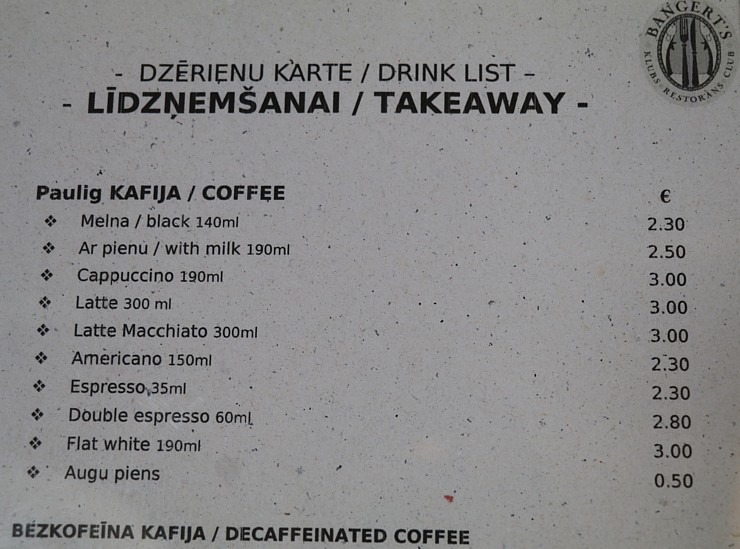 BANGERT'S
KLUBS · RESTORĀNS CLUB
- DZĒRIENU KARTE / DRINK LIST –
- LĪDZŅEMŠANAI / TAKEAWAY -
Paulig KAFIJA / COFFEE €
❖ Melna / black 140ml 2.30
❖ Ar pienu / with milk 190ml 2.50
❖ Cappuccino 190ml 3.00
❖ Latte 300 ml 3.00
❖ Latte Macchiato 300ml 3.00
❖ Americano 150ml 2.30
❖ Espresso 35ml 2.30
❖ Double espresso 60ml 2.80
❖ Flat white 190ml 3.00
❖ Augu piens 0.50
BEZKOFEĪNA KAFIJA / DECAFFEINATED COFFEE